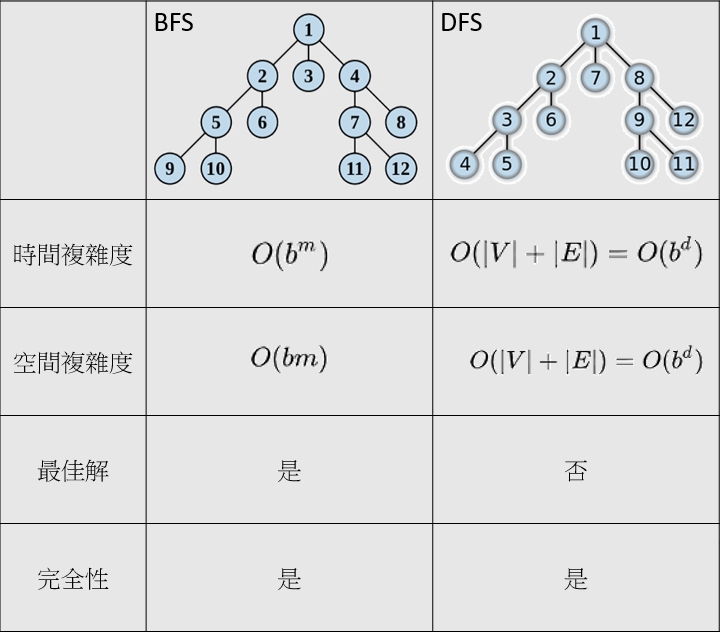 BFS
1
2 3 4
5 6 7 8
9 10 11 12
DFS
1
2 7 8
3 6 9 12
4 5 10 11
時間複雜度 O(b^m) O(|V| + |E|) = O(b^d)
空間複雜度 O(bm) O(|V| + |E|) = O(b^d)
最佳解 是 否
完全性 是 是